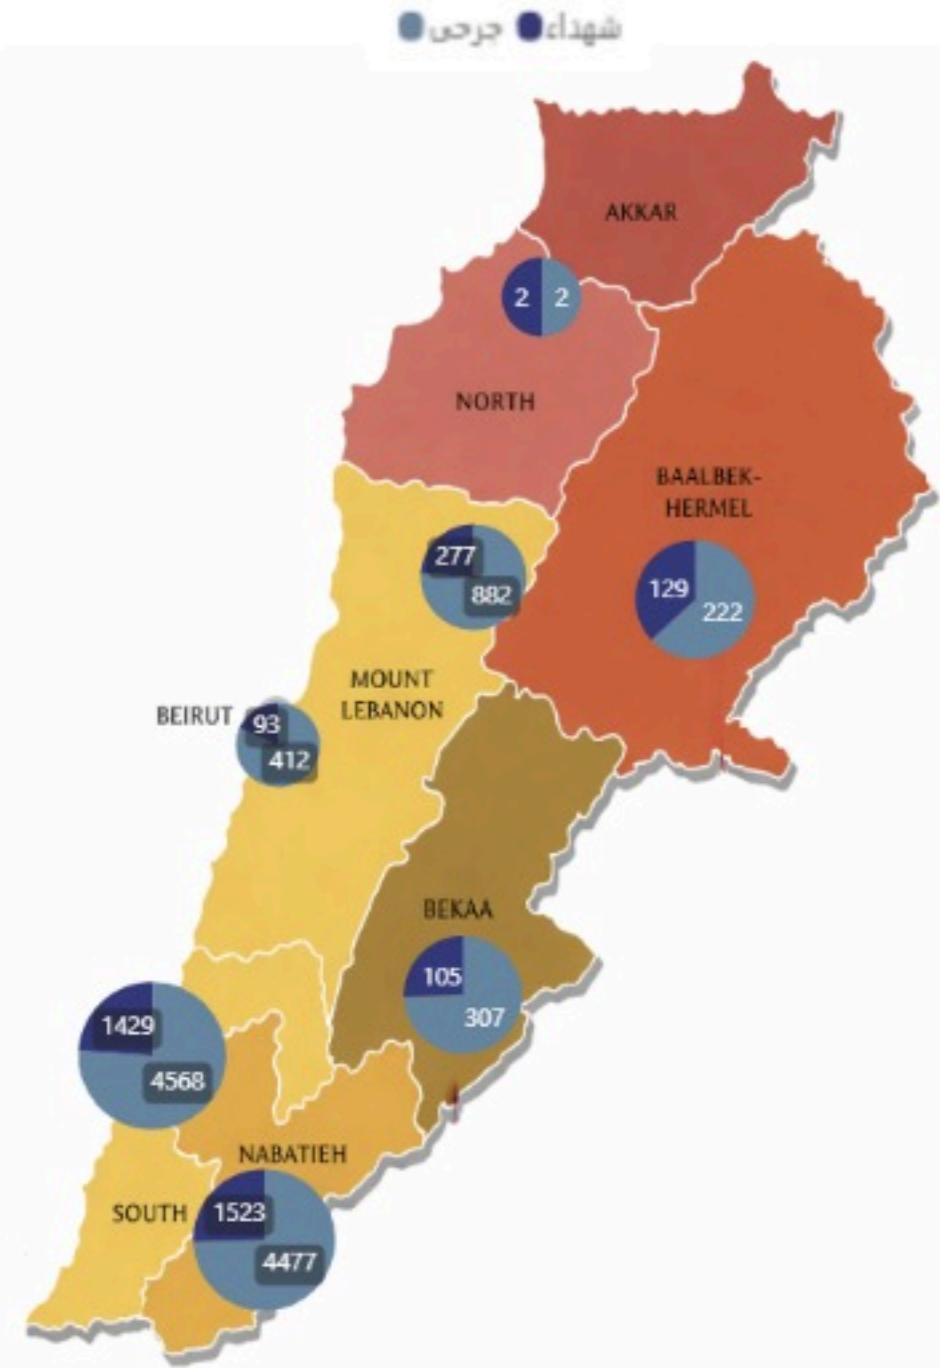 شهداء جرحى
AKKAR
2 2
NORTH
BAALBEK-
HERMEL
277
882
129
222
MOUNT
LEBANON
BEIRUT
93
412
BEKAA
105
307
1429
4568
NABATIEH
SOUTH
1523
4477